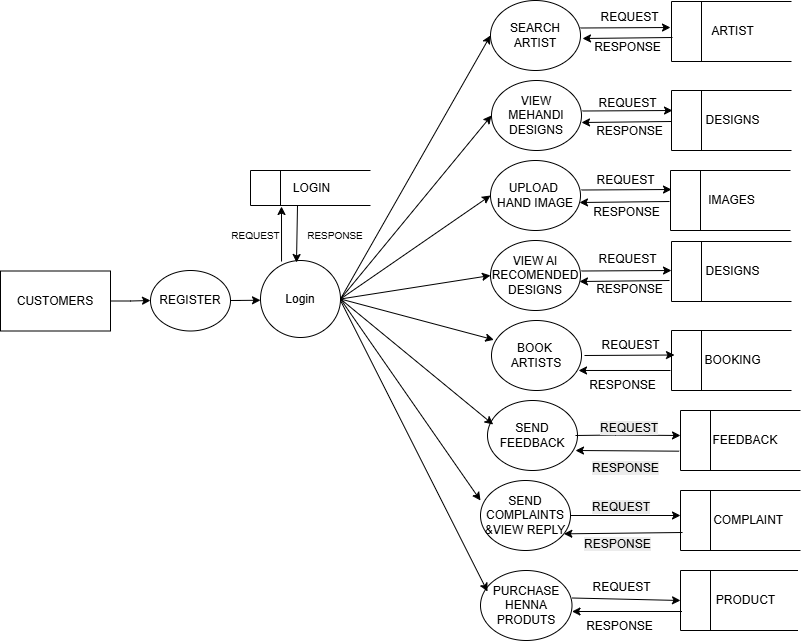 SEARCH
ARTIST
REQUEST
RESPONSE
ARTIST
VIEW
MEHANDI
DESIGNS
REQUEST
RESPONSE
DESIGNS
LOGIN
REQUEST
RESPONSE
UPLOAD
HAND IMAGE
REQUEST
RESPONSE
IMAGES
CUSTOMERS
REGISTER
Login
VIEW AI
RECOMENDED
DESIGNS
REQUEST
RESPONSE
DESIGNS
BOOK
ARTISTS
REQUEST
RESPONSE
BOOKING
SEND
FEEDBACK
REQUEST
RESPONSE
FEEDBACK
SEND
COMPLAINTS
&VIEW REPLY
REQUEST
RESPONSE
COMPLAINT
PURCHASE
HENNA
PRODUTS
REQUEST
RESPONSE
PRODUCT